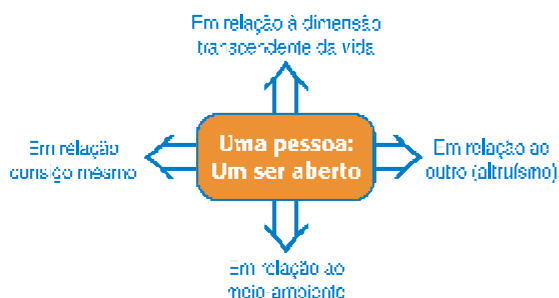 Em relação à dimensão
transcendente da vida
Em relação
consigo mesmo
Uma pessoa:
Um ser aberto
Em relação ao
outro (altruísmo)
Em relação ao
meio ambiente